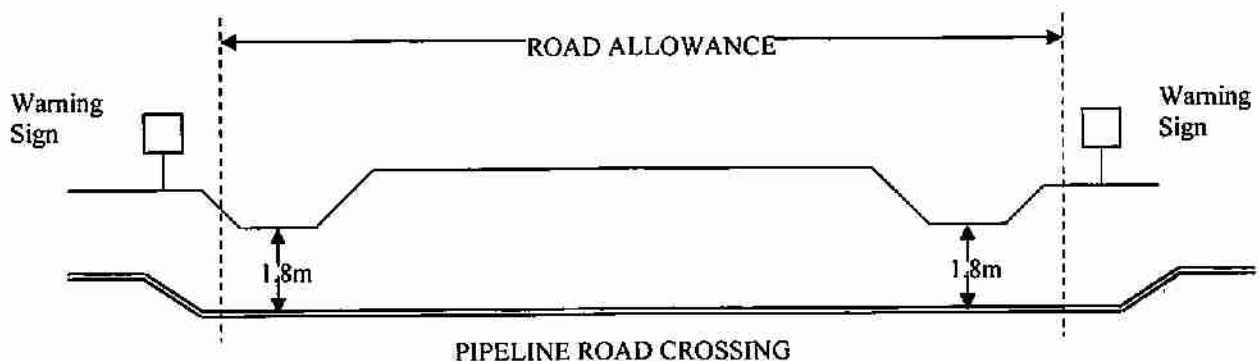 ROAD ALLOWANCE
Warning
Sign
Warning
Sign
1.8m
1.8m
PIPELINE ROAD CROSSING